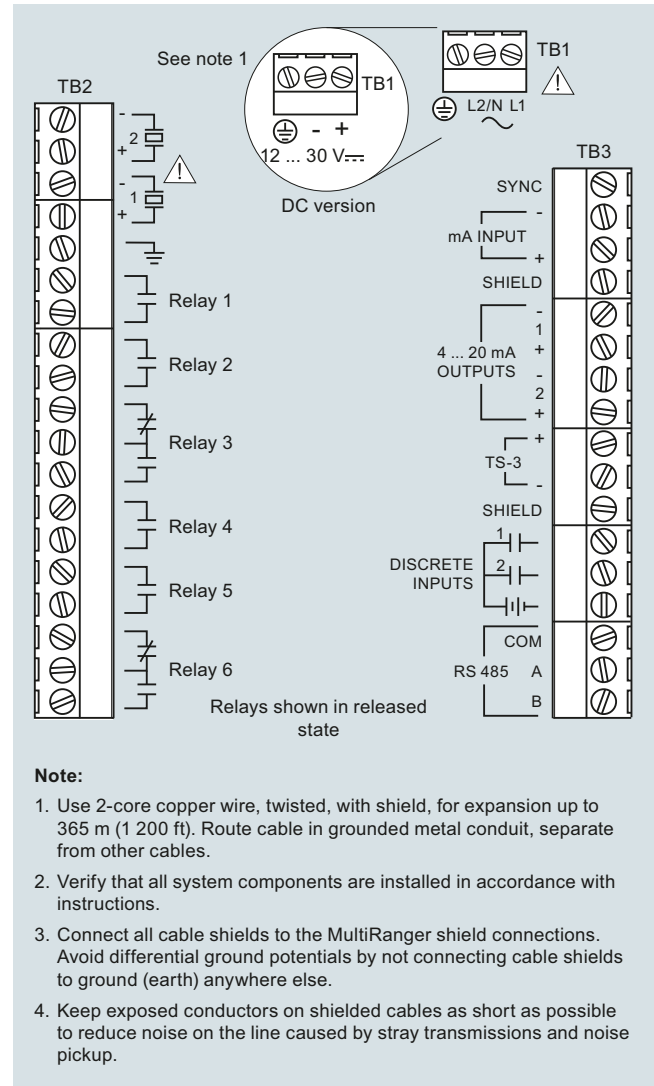 See note 1
TB1
TB1
L2/N L1
- +
12 ... 30 V
DC version
TB2
-
2
+
-
1
+
Relay 1
Relay 2
Relay 3
Relay 4
Relay 5
Relay 6
Relays shown in released
state
TB3
SYNC
-
mA INPUT
+
SHIELD
-
1
+
4 ... 20 mA
OUTPUTS
-
2
+
+
TS-3
-
SHIELD
1
DISCRETE
INPUTS
2
COM
RS 485
A
B
Note:
1. Use 2-core copper wire, twisted, with shield, for expansion up to
365 m (1 200 ft). Route cable in grounded metal conduit, separate
from other cables.
2. Verify that all system components are installed in accordance with
instructions.
3. Connect all cable shields to the MultiRanger shield connections.
Avoid differential ground potentials by not connecting cable shields
to ground (earth) anywhere else.
4. Keep exposed conductors on shielded cables as short as possible
to reduce noise on the line caused by stray transmissions and noise
pickup.